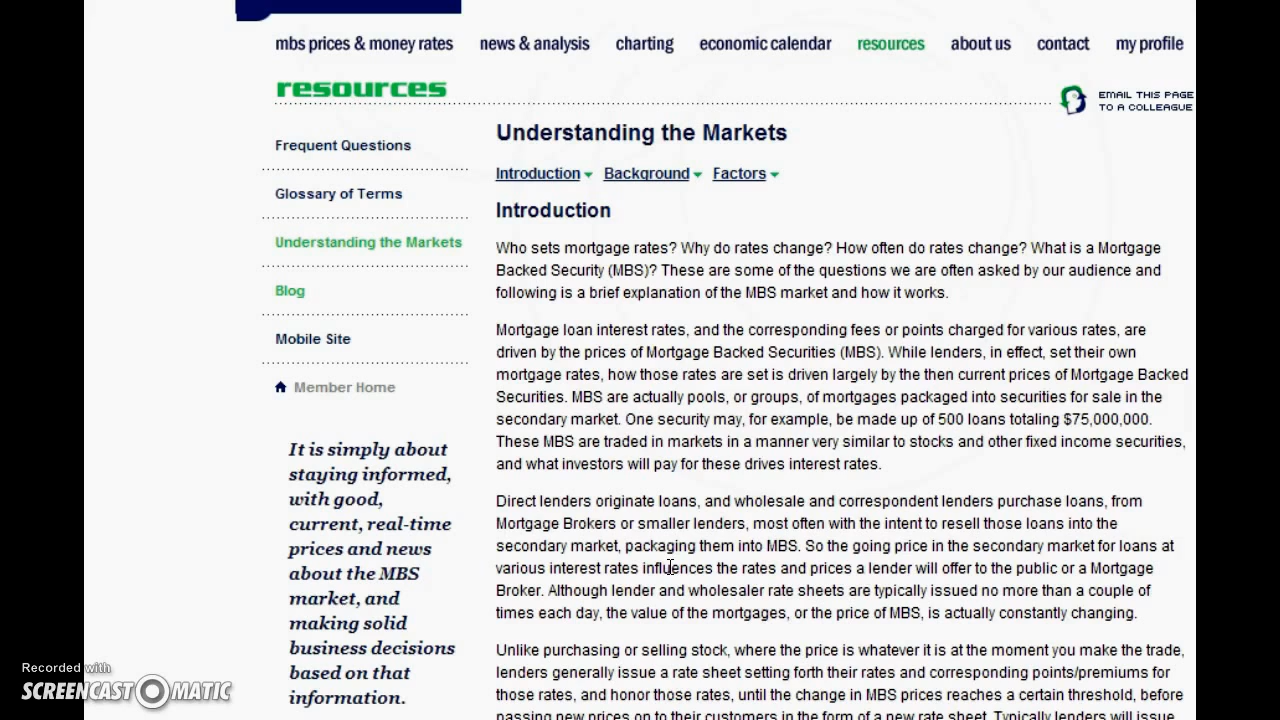 mbs prices & money rates news & analysis charting economic calendar resources about us contact my profile
resources
EMAIL THIS PAGE
TO A COLLEAGUE
Frequent Questions
Glossary of Terms
Understanding the Markets
Blog
Mobile Site
Member Home
It is simply about
staying informed,
with good,
current, real-time
prices and news
about the MBS
market, and
making solid
business decisions
based on that
information.
Understanding the Markets
Introduction Background Factors
Introduction
Who sets mortgage rates? Why do rates change? How often do rates change? What is a Mortgage
Backed Security (MBS)? These are some of the questions we are often asked by our audience and
following is a brief explanation of the MBS market and how it works.
Mortgage loan interest rates, and the corresponding fees or points charged for various rates, are
driven by the prices of Mortgage Backed Securities (MBS). While lenders, in effect, set their own
mortgage rates, how those rates are set is driven largely by the then current prices of Mortgage Backed
Securities. MBS are actually pools, or groups, of mortgages packaged into securities for sale in the
secondary market. One security may, for example, be made up of 500 loans totaling $75,000,000.
These MBS are traded in markets in a manner very similar to stocks and other fixed income securities,
and what investors will pay for these drives interest rates.
Direct lenders originate loans, and wholesale and correspondent lenders purchase loans, from
Mortgage Brokers or smaller lenders, most often with the intent to resell those loans into the
secondary market, packaging them into MBS. So the going price in the secondary market for loans at
various interest rates influences the rates and prices a lender will offer to the public or a Mortgage
Broker. Although lender and wholesaler rate sheets are typically issued no more than a couple of
times each day, the value of the mortgages, or the price of MBS, is actually constantly changing.
Unlike purchasing or selling stock, where the price is whatever it is at the moment you make the trade,
lenders generally issue a rate sheet setting forth their rates and corresponding points/premiums for
those rates, and honor those rates, until the change in MBS prices reaches a certain threshold, before
passing new prices on to their customers in the form of a new rate sheet. Typically lenders will issue
Recorded with
SCREENCAST-O-MATIC